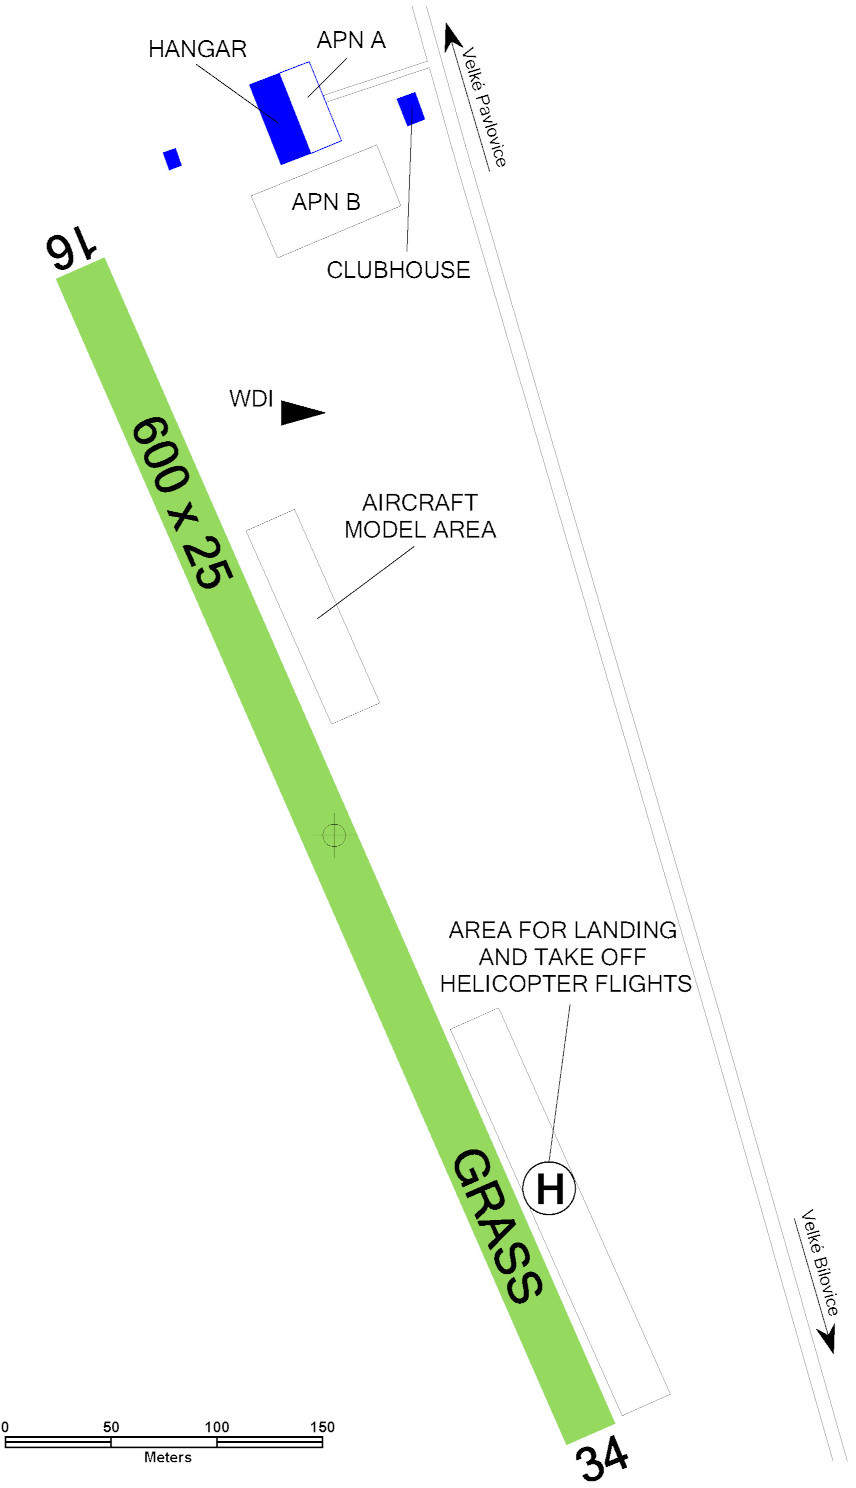 APN A
HANGAR
Velké Pavlovice
APN B
16
CLUBHOUSE
WDI
600 x 25
AIRCRAFT
MODEL AREA
AREA FOR LANDING
AND TAKE OFF
HELICOPTER FLIGHTS
GRASS
H
Velké Bílovice
0 50 100 150
Meters
34